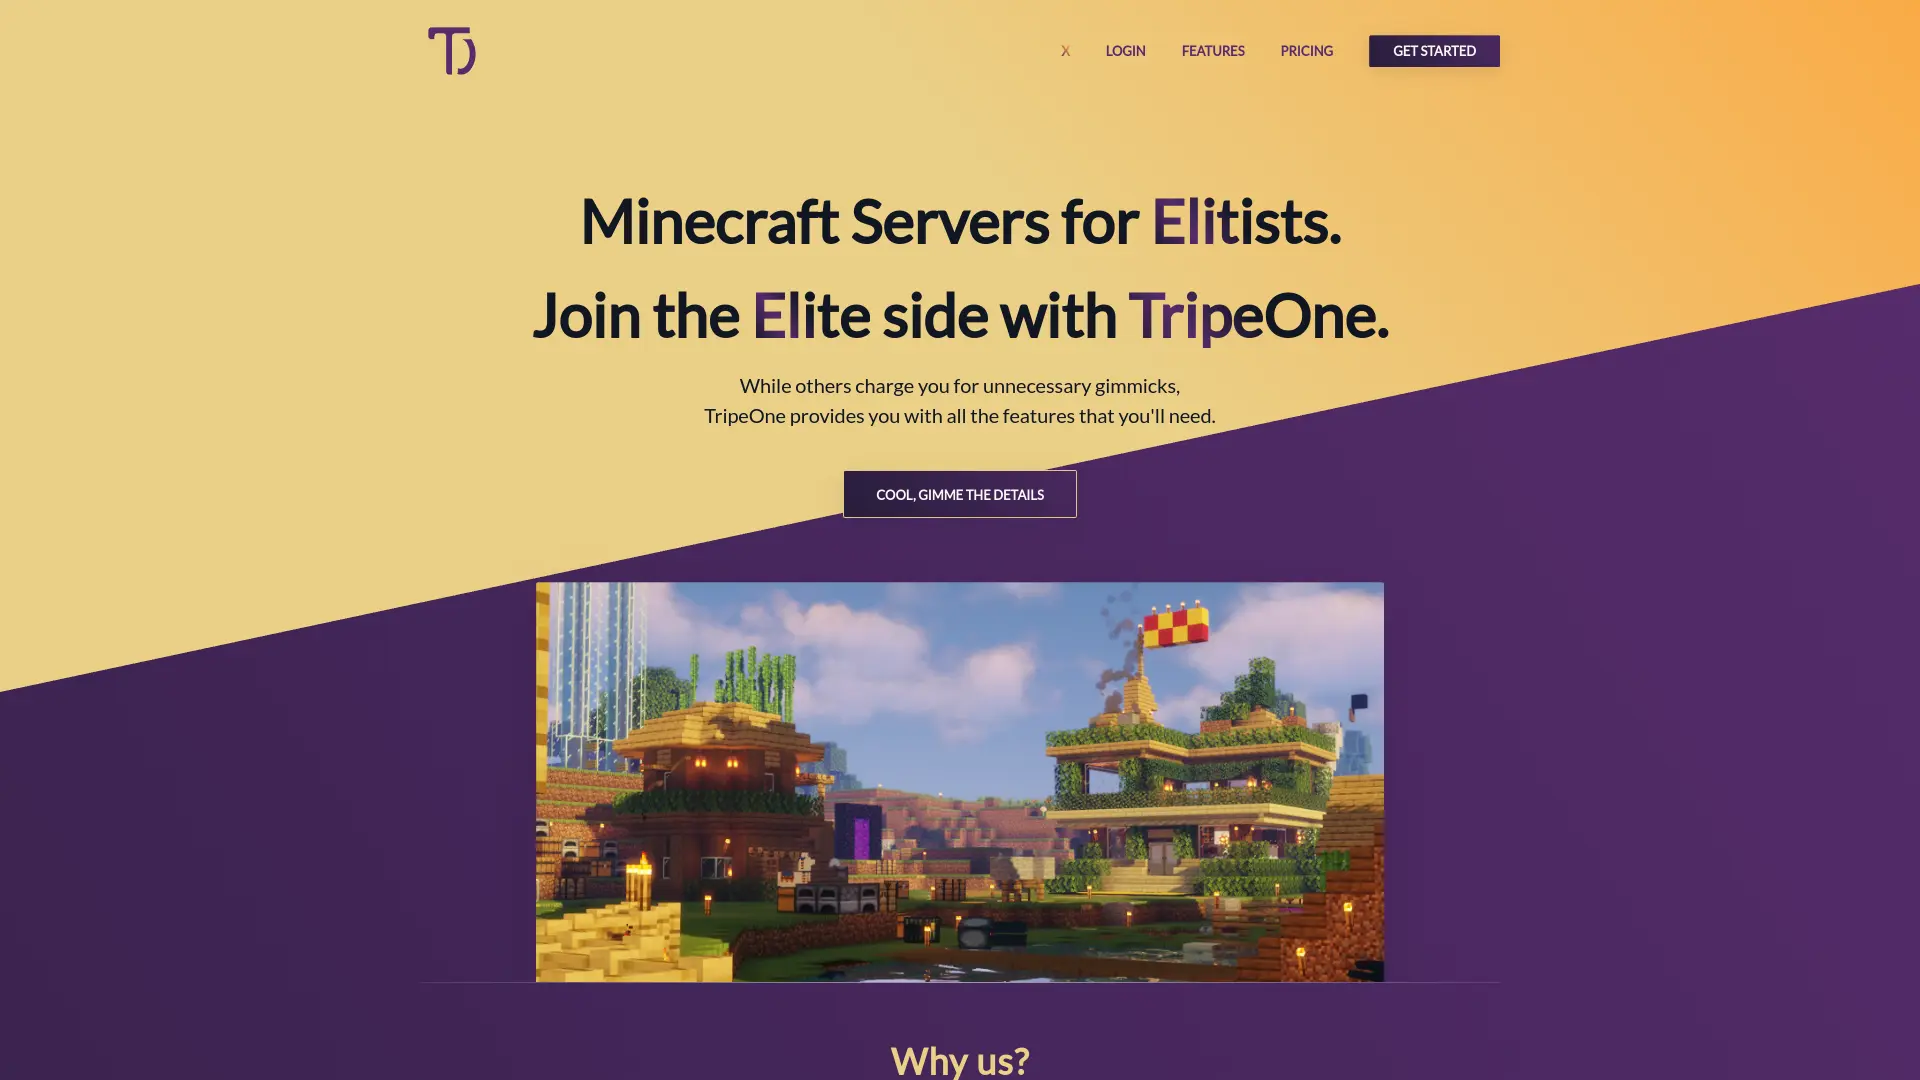 X
LOGIN
FEATURES
PRICING
GET STARTED
Minecraft Servers for Elitists.
Join the Elite side with TripeOne.
While others charge you for unnecessary gimmicks,
TripeOne provides you with all the features that you'll need.
COOL, GIMME THE DETAILS
Why us?